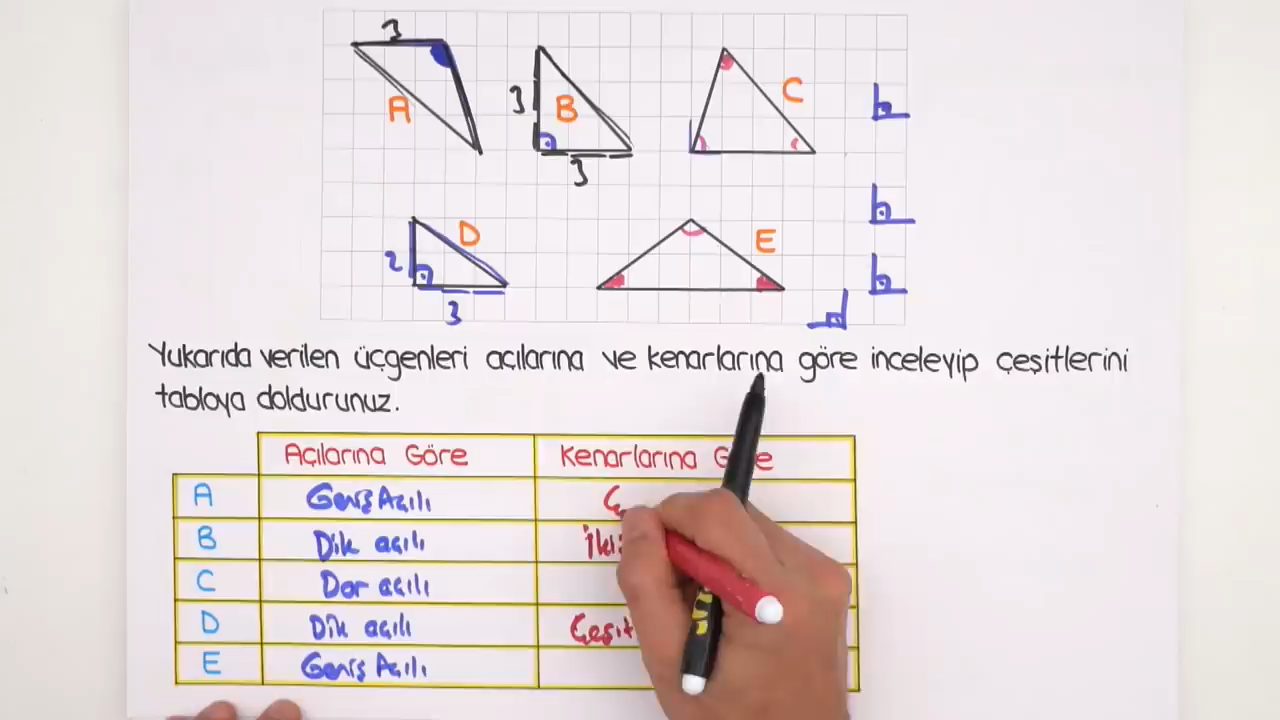 3
A
3
B
3
C
2
D
3
E
Yukarıda verilen üçgenleri açılarına ve kenarlarına göre inceleyip çeşitlerini
tabloya doldurunuz.
Açılarına Göre Kenarlarına
A Geniş Açılı
B Dik açılı
C Dar açılı
D Dik açılı
E Geniş Açılı